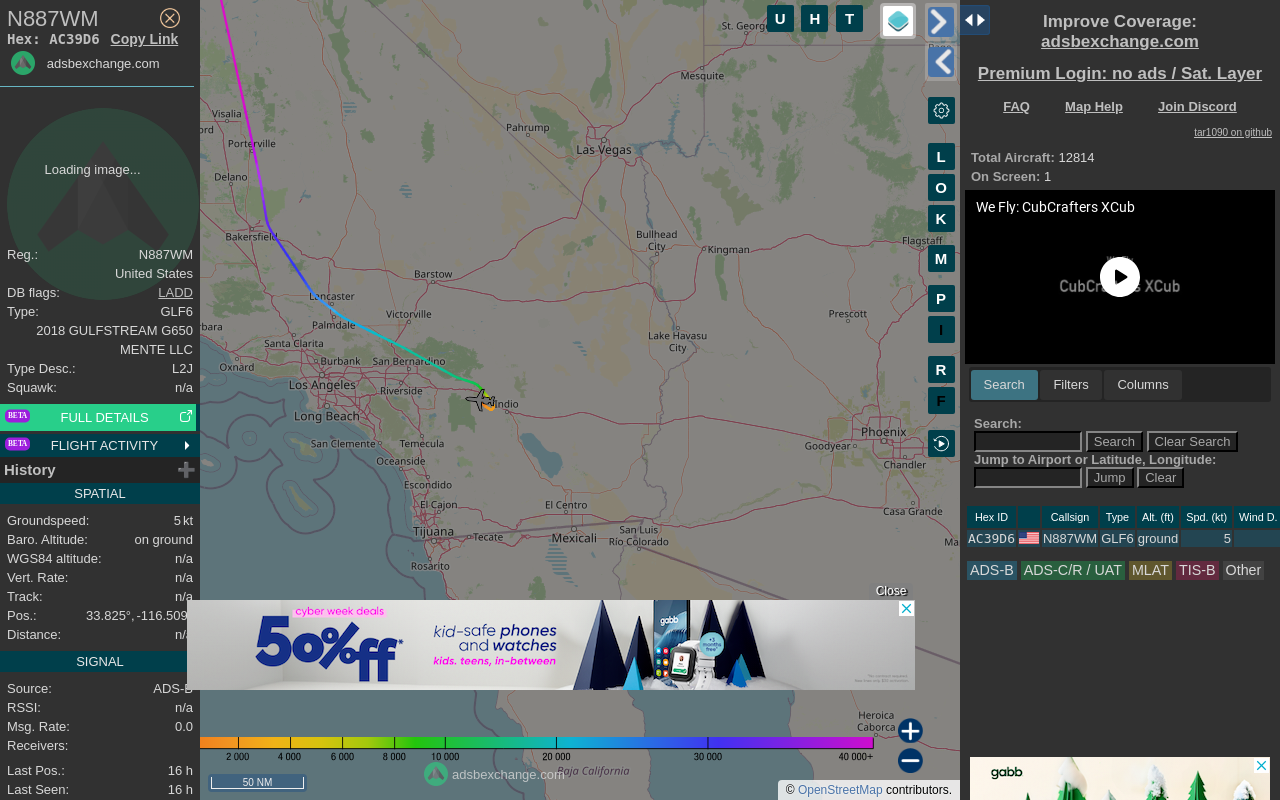 N887WM
Hex: AC39D6 Copy Link
adsbexchange.com
Loading image...
Reg.: N887WM
United States
DB flags: LADD
Type: GLF6
2018 GULFSTREAM G650
MENTE LLC
Type Desc.: L2J
Squawk: n/a
BETA FULL DETAILS
BETA FLIGHT ACTIVITY
History
SPATIAL
Groundspeed: 5 kt
Baro. Altitude: on ground
WGS84 altitude: n/a
Vert. Rate: n/a
Track: n/a
Pos.: 33.825°, -116.509
Distance: n/a
SIGNAL
Source: ADS-B
RSSI: n/a
Msg. Rate: 0.0
Receivers:
Last Pos.: 16 h
Last Seen: 16 h
U H T
St. George
Mesquite
Visalia
ord
Porterville
Pahrump
Las Vegas
Delano
Bakersfield
Bullhead
City
Kingman
Flagstaff
Barstow
Lancaster
Palmdale
Victorville
Prescott
Lake Havasu
City
bara
Santa Clarita
Oxnard
Burbank
San Bernardino
Los Angeles
Riverside
Indio
Long Beach
San Clemente
Temecula
Phoenix
Goodyear
Chandler
Oceanside
Escondido
El Cajon
El Centro
Casa Grande
Tijuana
Tecate
Mexicali
San Luis
Río Colorado
Ma
Rosarito
L
O
K
M
P
I
R
F
Close
cyber week deals
50%off*
kid-safe phones
and watches
kids. teens, in-between
gabb
+3
months
free
Heroica
Caborca
2 000 4 000 6 000 8 000 10 000 20 000 30 000 40 000+
adsbexchange.com
Baja California
50 NM
© OpenStreetMap contributors.
Improve Coverage:
adsbexchange.com
Premium Login: no ads / Sat. Layer
FAQ Map Help Join Discord
tar1090 on github
Total Aircraft: 12814
On Screen: 1
We Fly: CubCrafters XCub
CubCrafters XCub
Search Filters Columns
Search:
Search Clear Search
Jump to Airport or Latitude, Longitude:
Jump Clear
Hex ID Callsign Type Alt. (ft) Spd. (kt) Wind D.
AC39D6 N887WM GLF6 ground 5
ADS-B ADS-C/R / UAT MLAT TIS-B Other
gabb